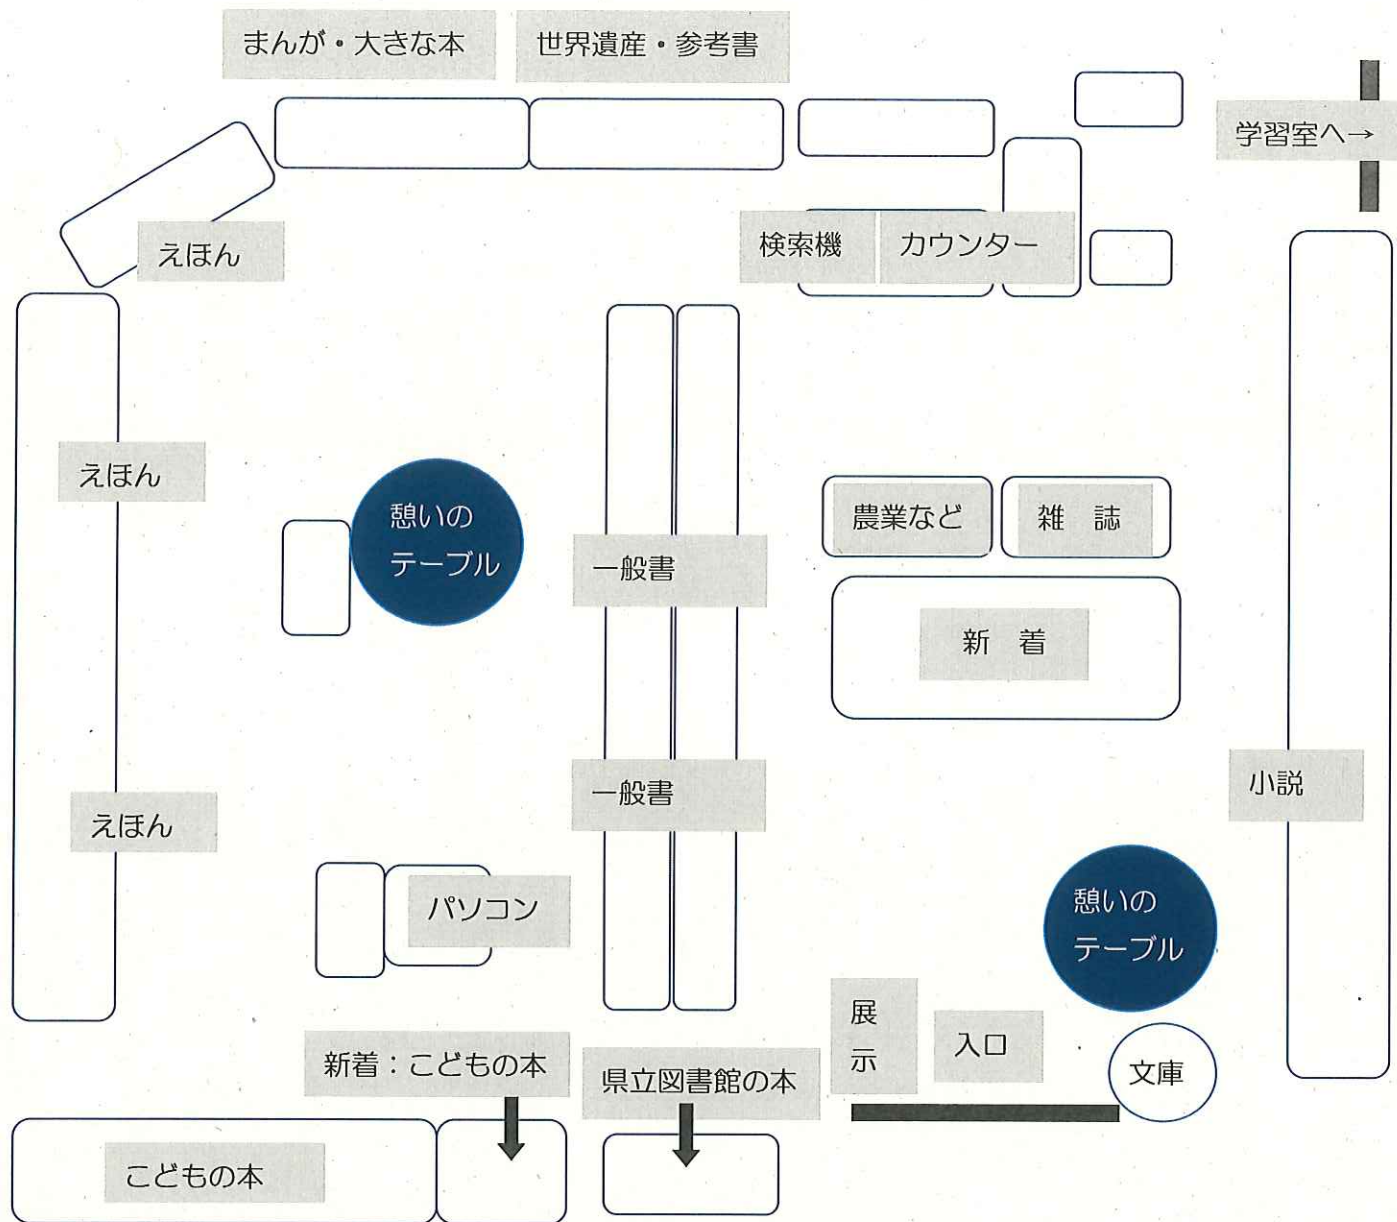 まんが・大きな本
世界遺産・参考書
学習室へ→
えほん
検索機
カウンター
えほん
憩いの
テーブル
一般書
農業など
雑　誌
新　着
えほん
一般書
小説
パソコン
憩いの
テーブル
展
示
入口
文庫
新着：こどもの本
県立図書館の本
こどもの本